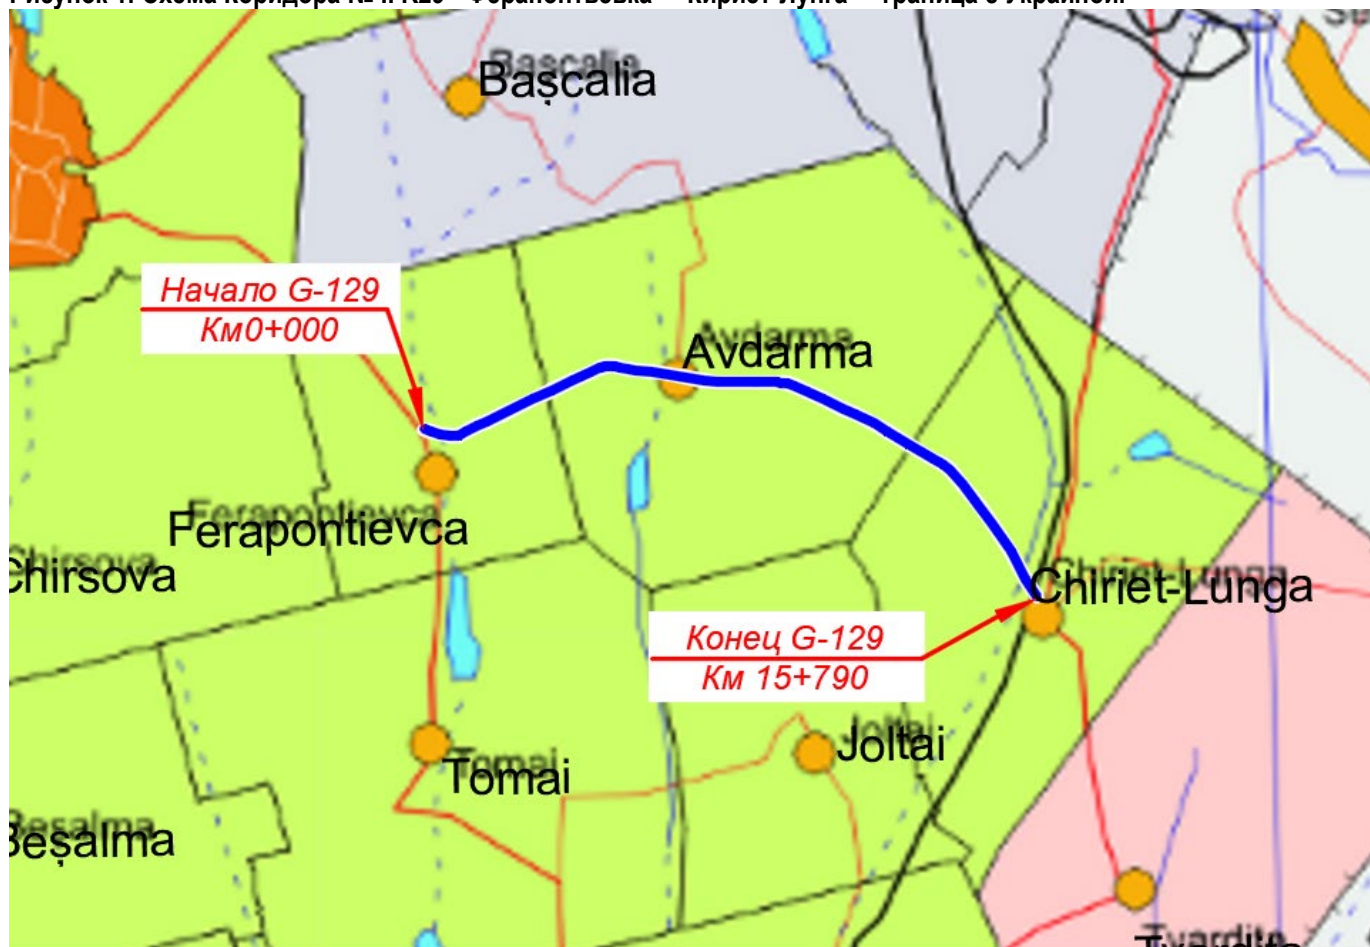 Başcalia
Начало G-129
Км0+000
Avdarma
Ferapontievca
Chirsova
Chiriet-Lunga
Конец G-129
Км 15+790
Joltai
Tomai
Beşalma